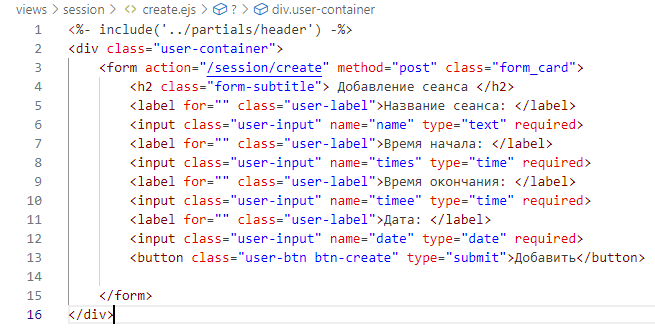 views > session > <> create.ejs > ? > div.user-container
1 <%- include('../partials/header') -%>
2 <div class="user-container">
3 <form action="/session/create" method="post" class="form_card">
4 <h2 class="form-subtitle"> Добавление сеанса </h2>
5 <label for="" class="user-label">Название сеанса: </label>
6 <input class="user-input" name="name" type="text" required>
7 <label for="" class="user-label">Время начала: </label>
8 <input class="user-input" name="times" type="time" required>
9 <label for="" class="user-label">Время окончания: </label>
10 <input class="user-input" name="timee" type="time" required>
11 <label for="" class="user-label">Дата: </label>
12 <input class="user-input" name="date" type="date" required>
13 <button class="user-btn btn-create" type="submit">Добавить</button>
14
15 </form>
16 </div>